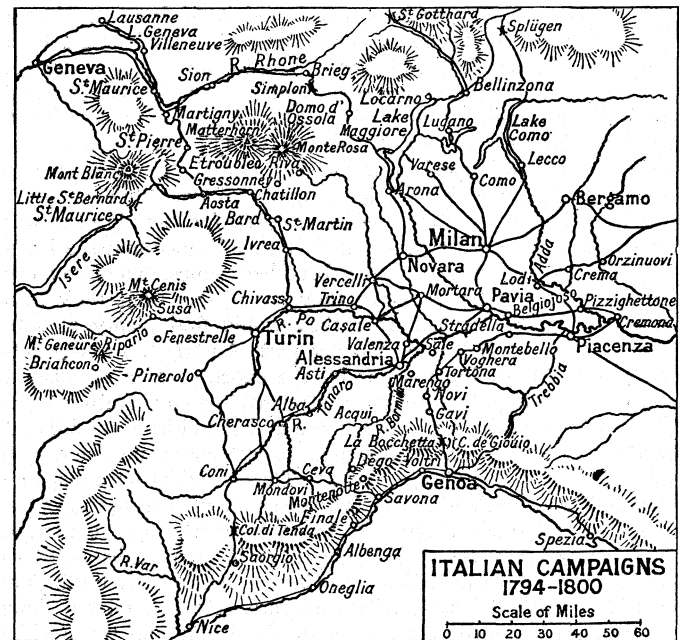 Lausanne
L. Geneva
Villeneuve
Geneva
St Maurice
Sion
R. Rhone
Brieg
Simplon
St Gotthard
Splügen
Martigny
Matterhorn
Domo d'
Ossola
Locarno
Lake
Maggiore
Bellinzona
Lugano
Lake
Como
St Pierre
Monte Rosa
Mont Blanc
Etroubles
Riva
Gressonney
Chatillon
Varese
Como
Lecco
Little St Bernard
St Maurice
Aosta
Bard
St Martin
Arona
Bergamo
Isere
Ivrea
Milan
Novara
Adda
Orzinuovi
Crema
Lodi
Mt Cenis
Susa
Chivasso
Vercelli
Trino
Mortara
Pavia
Belgiojoso
Pizzighettone
Cremona
R. Po
Casale
Stradella
Mt Geneure
Ripario
Fenestrelle
Turin
Valenza
Sale
Montebello
Voghera
Piacenza
Briancon
Pinerolo
Alessandria
Asti
Marengo
Tortona
Trebbia
Tanaro
R.
Alba
Cherasco
Acqui
R. Bormida
Novi
Gavi
La Bocchetta
C. de Giovio
Dego
Voltri
Coni
Ceva
Mondovi
Montenotte
Genoa
Savona
Finale
Col. di Tenda
Saorgio
Albenga
Spezia
R. Var
Oneglia
Nice
ITALIAN CAMPAIGNS
1794–1800
Scale of Miles
0 10 20 30 40 50 60